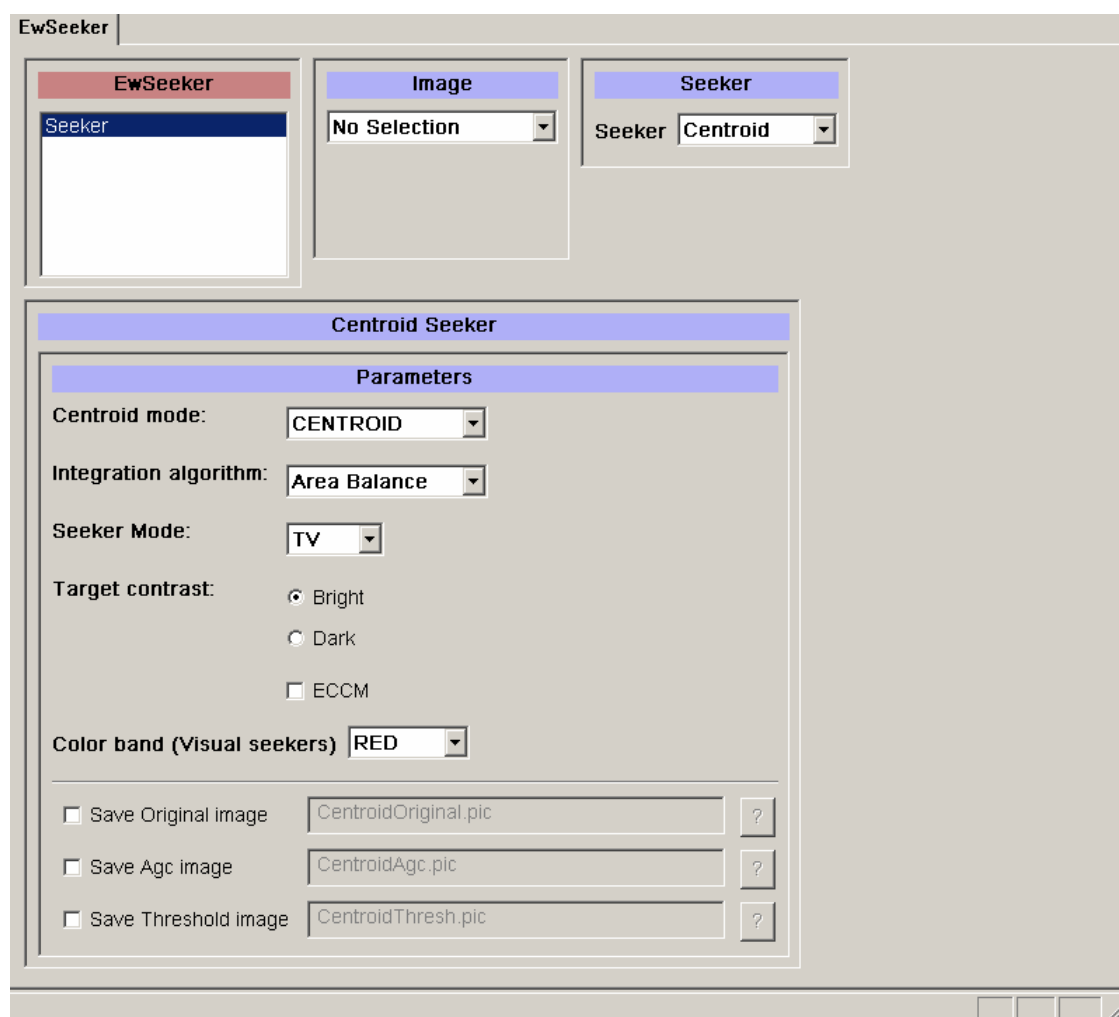 EwSeeker
EwSeeker
Seeker
Image
No Selection
Seeker
Seeker Centroid
Centroid Seeker
Parameters
Centroid mode: CENTROID
Integration algorithm: Area Balance
Seeker Mode: TV
Target contrast: Bright
Dark
ECCM
Color band (Visual seekers) RED
Save Original image CentroidOriginal.pic ?
Save Agc image CentroidAgc.pic ?
Save Threshold image CentroidThresh.pic ?